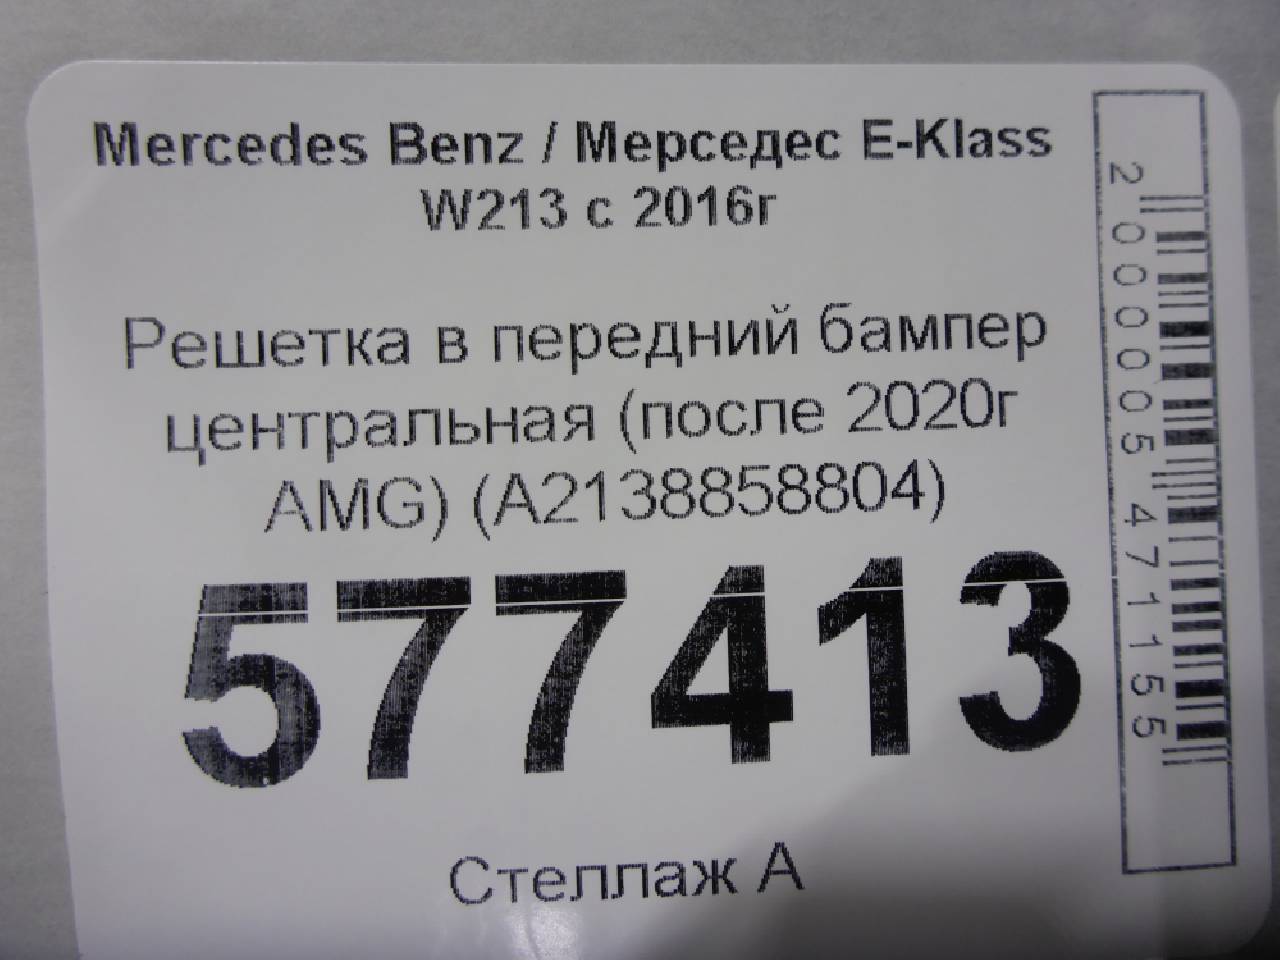 Mercedes Benz / Мерседес E-Klass
W213 с 2016г
Решетка в передний бампер
центральная (после 2020г
AMG) (A2138858804)
577413
Стеллаж А
2000005471155